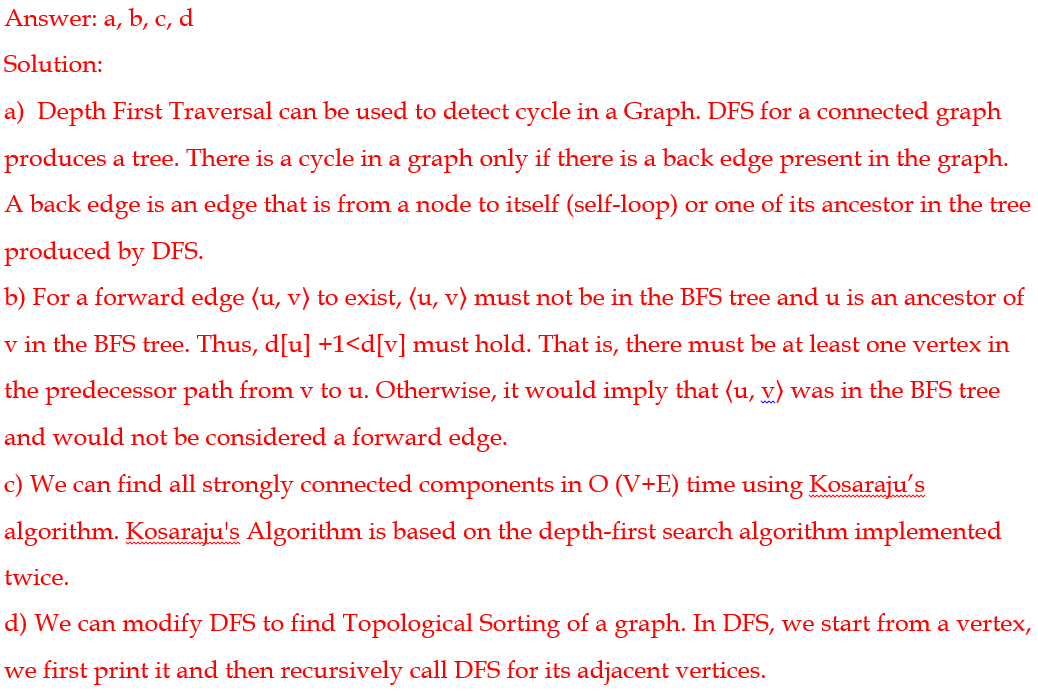 Answer: a, b, c, d
Solution:
a) Depth First Traversal can be used to detect cycle in a Graph. DFS for a connected graph
produces a tree. There is a cycle in a graph only if there is a back edge present in the graph.
A back edge is an edge that is from a node to itself (self-loop) or one of its ancestor in the tree
produced by DFS.
b) For a forward edge ⟨u, v⟩ to exist, ⟨u, v⟩ must not be in the BFS tree and u is an ancestor of
v in the BFS tree. Thus, d[u] +1<d[v] must hold. That is, there must be at least one vertex in
the predecessor path from v to u. Otherwise, it would imply that ⟨u, v⟩ was in the BFS tree
and would not be considered a forward edge.
c) We can find all strongly connected components in O (V+E) time using Kosaraju’s
algorithm. Kosaraju's Algorithm is based on the depth-first search algorithm implemented
twice.
d) We can modify DFS to find Topological Sorting of a graph. In DFS, we start from a vertex,
we first print it and then recursively call DFS for its adjacent vertices.